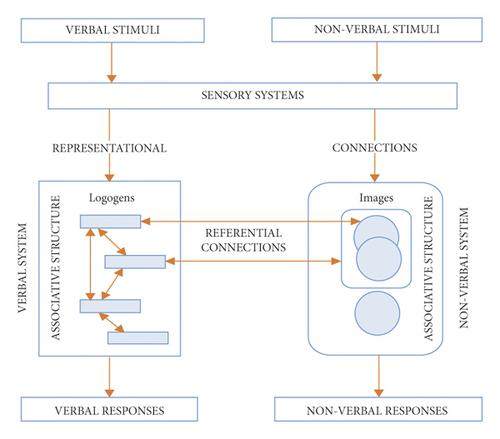 VERBAL STIMULI
NON-VERBAL STIMULI
SENSORY SYSTEMS
REPRESENTATIONAL
CONNECTIONS
VERBAL SYSTEM
ASSOCIATIVE STRUCTURE
Logogens
REFERENTIAL
CONNECTIONS
Images
ASSOCIATIVE STRUCTURE
NON-VERBAL SYSTEM
VERBAL RESPONSES
NON-VERBAL RESPONSES